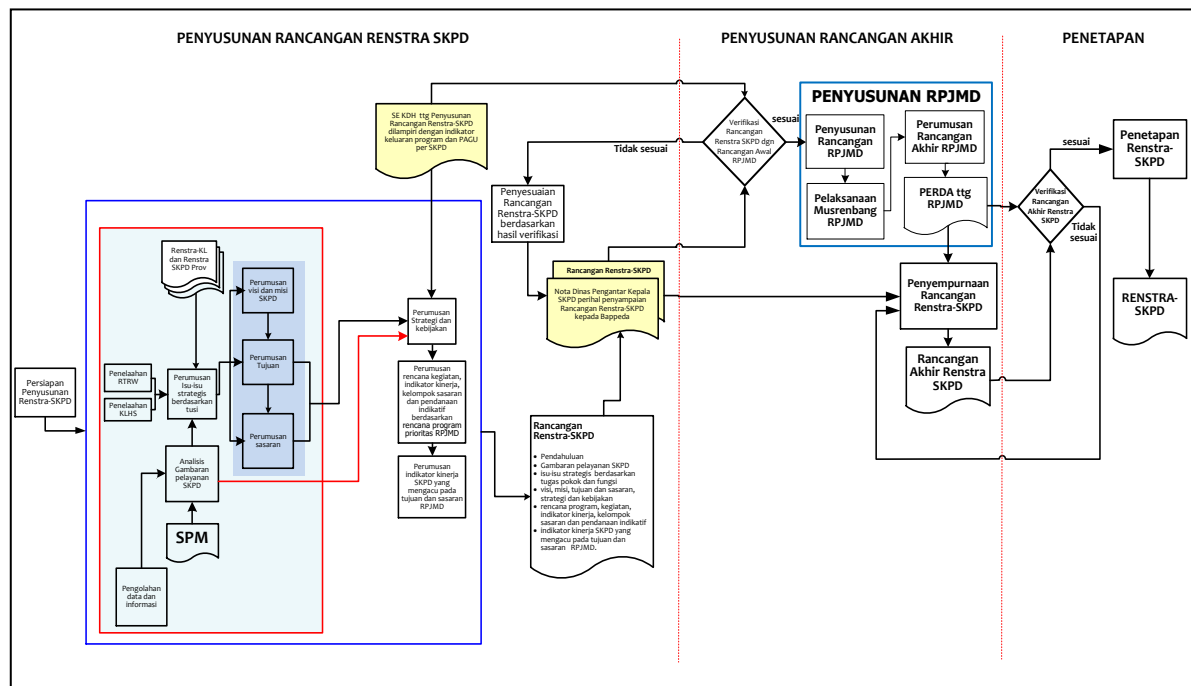 PENYUSUNAN RANCANGAN RENSTRA SKPD
PENYUSUNAN RANCANGAN AKHIR
PENETAPAN
SE KDH ttg Penyusunan
Rancangan Renstra-SKPD
dilampiri dengan indikator
keluaran program dan PAGU
per SKPD
Tidak sesuai
Penyesuaian
Rancangan
Renstra-SKPD
berdasarkan
hasil verifikasi
Verifikasi
Rancangan
Renstra SKPD dgn
Rancangan Awal
RPJMD
sesuai
PENYUSUNAN RPJMD
Penyusunan
Rancangan
RPJMD
Pelaksanaan
Musrenbang
RPJMD
Perumusan
Rancangan
Akhir RPJMD
PERDA ttg
RPJMD
Verifikasi
Rancangan
Akhir Renstra
SKPD
sesuai
Tidak
sesuai
Penetapan
Renstra-
SKPD
RENSTRA-
SKPD
Persiapan
Penyusunan
Renstra-SKPD
Renstra-KL
dan Renstra
SKPD Prov
Penelaahan
RTRW
Penelaahan
KLHS
Perumusan
Isu-isu
strategis
berdasarkan
tusi
Analisis
Gambaran
pelayanan
SKPD
SPM
Pengolahan
data dan
informasi
Perumusan
visi dan misi
SKPD
Perumusan
Tujuan
Perumusan
sasaran
Perumusan
Strategi dan
kebijakan
Perumusan
rencana kegiatan,
indikator kinerja,
kelompok sasaran
dan pendanaan
indikatif
berdasarkan
rencana program
prioritas RPJMD
Perumusan
indikator kinerja
SKPD yang
mengacu pada
tujuan dan sasaran
RPJMD
Rancangan Renstra-SKPD
Nota Dinas Pengantar Kepala
SKPD perihal penyampaian
Rancangan Renstra-SKPD
kepada Bappeda
Rancangan
Renstra-SKPD
• Pendahuluan
• Gambaran pelayanan SKPD
• isu-isu strategis berdasarkan
tugas pokok dan fungsi
• visi, misi, tujuan dan sasaran,
strategi dan kebijakan
• rencana program, kegiatan,
indikator kinerja, kelompok
sasaran dan pendanaan indikatif
• indikator kinerja SKPD yang
mengacu pada tujuan dan
sasaran RPJMD.
Penyempurnaan
Rancangan
Renstra-SKPD
Rancangan
Akhir Renstra
SKPD